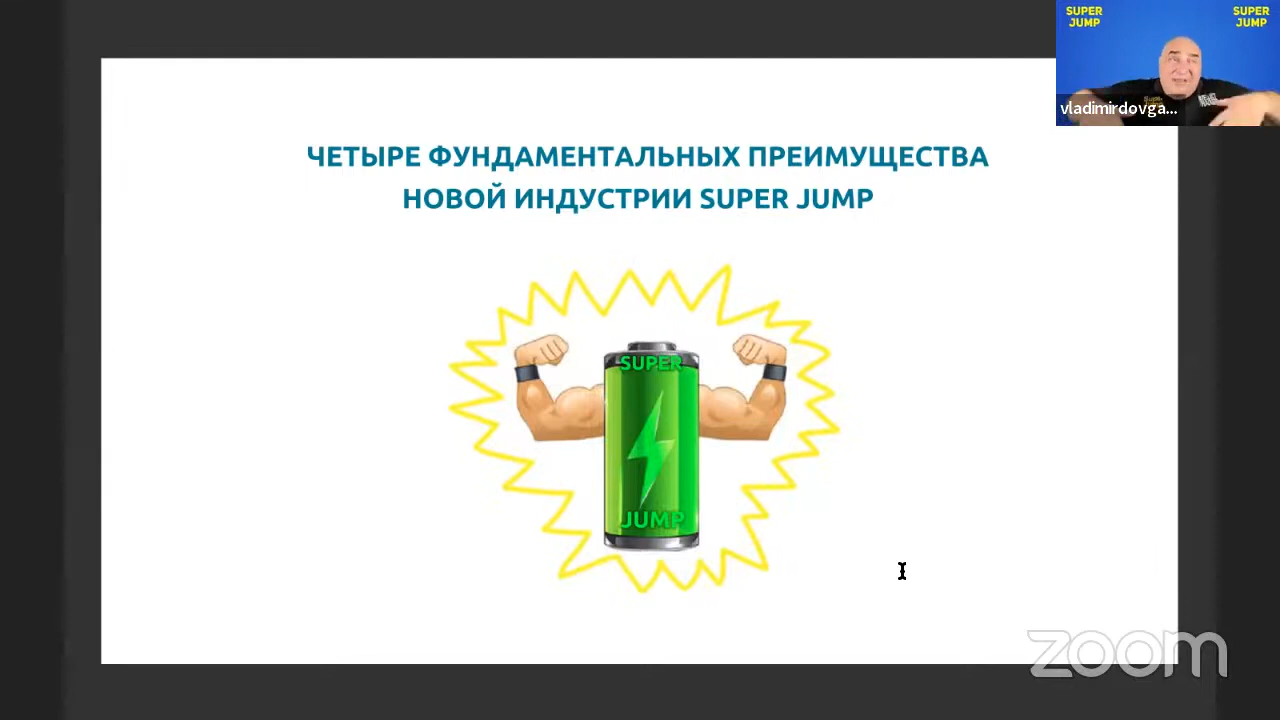 SUPER
JUMP
SUPER
JUMP
vladimirdovga...
ЧЕТЫРЕ ФУНДАМЕНТАЛЬНЫХ ПРЕИМУЩЕСТВА
НОВОЙ ИНДУСТРИИ SUPER JUMP
SUPER
JUMP
zoom